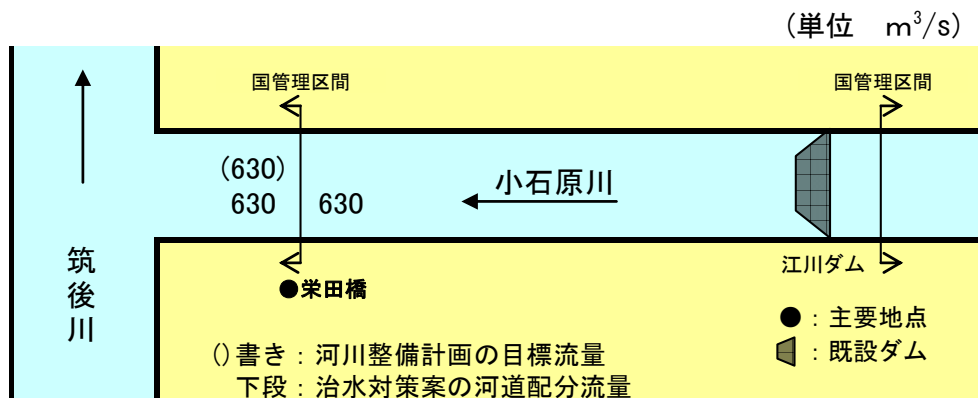 (単位 m³/s)
国管理区間 国管理区間
(630)
630 630
小石原川
筑後川
江川ダム
●栄田橋
●：主要地点
：既設ダム
()書き：河川整備計画の目標流量
下段：治水対策案の河道配分流量